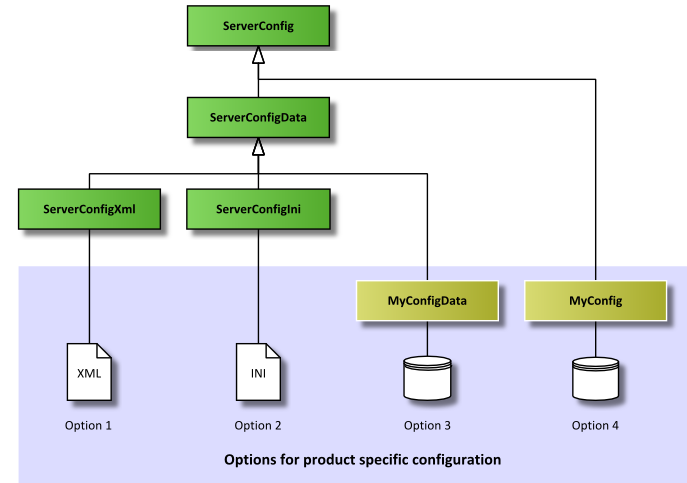 ServerConfig
ServerConfigData
ServerConfigXml
ServerConfigIni
MyConfigData
MyConfig
XML
INI
Option 1
Option 2
Option 3
Option 4
Options for product specific configuration